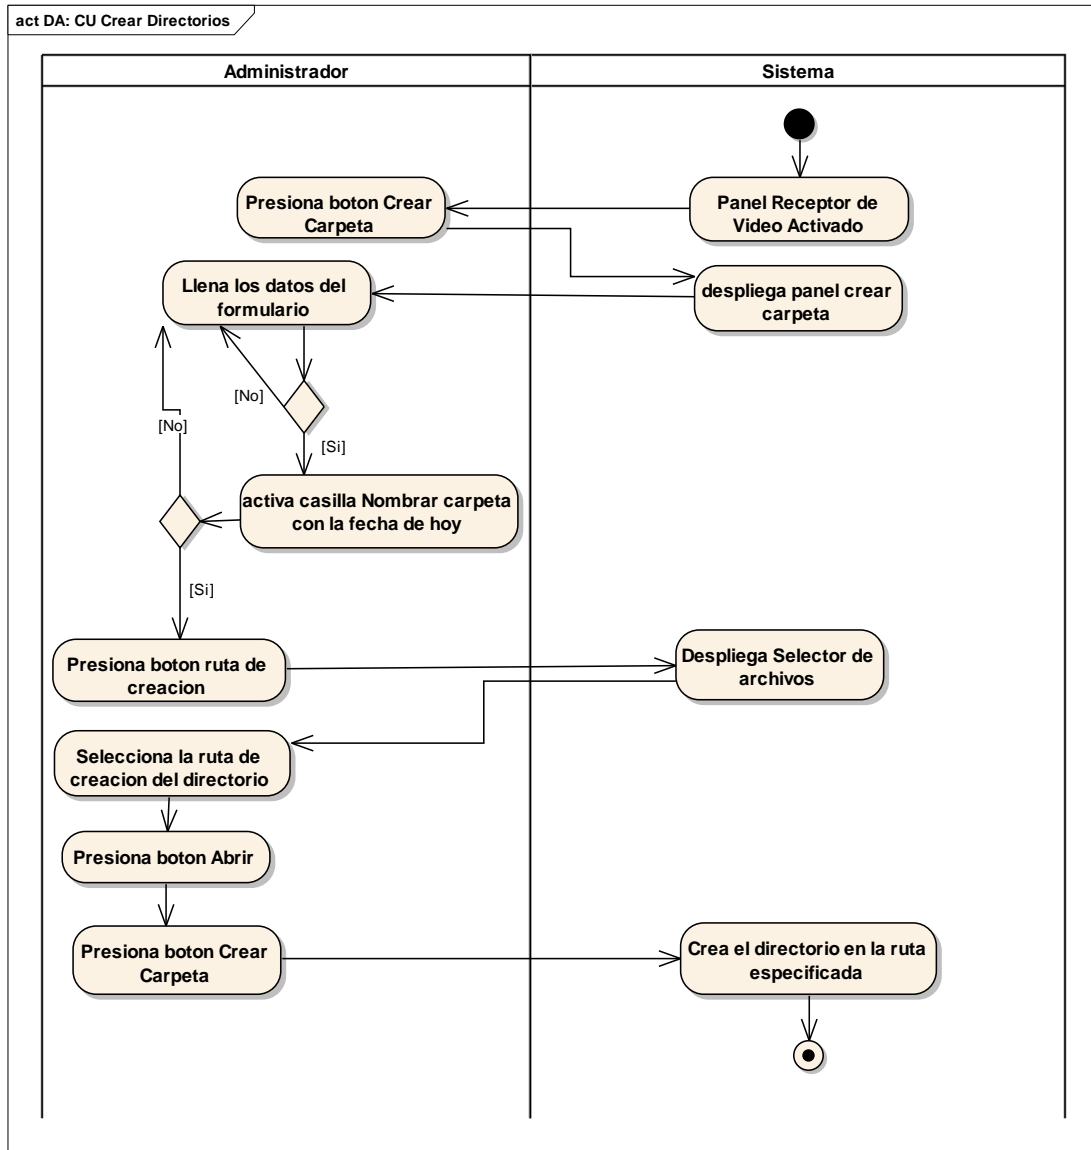 act DA: CU Crear Directorios
Administrador
Sistema
Presiona boton Crear
Carpeta
Panel Receptor de
Video Activado
Llena los datos del
formulario
despliega panel crear
carpeta
[No]
[No]
[Si]
activa casilla Nombrar carpeta
con la fecha de hoy
[Si]
Presiona boton ruta de
creacion
Despliega Selector de
archivos
Selecciona la ruta de
creacion del directorio
Presiona boton Abrir
Presiona boton Crear
Carpeta
Crea el directorio en la ruta
especificada